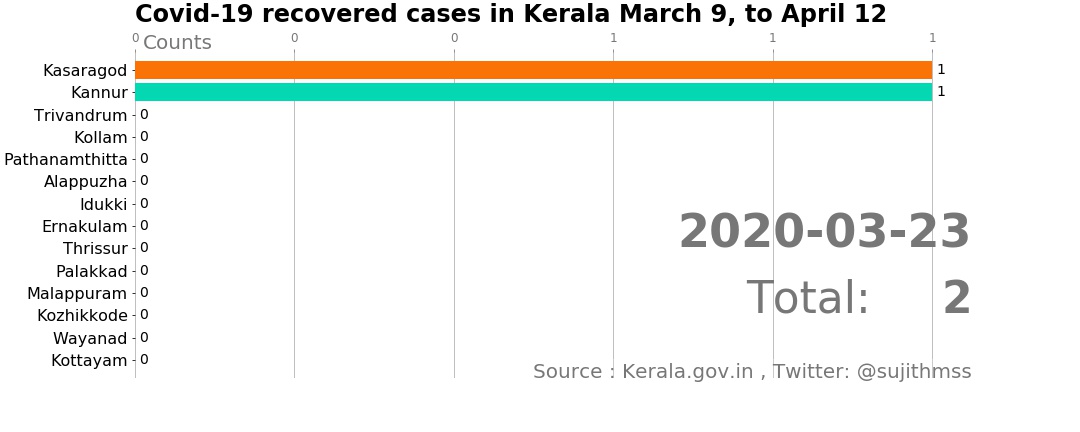 Covid-19 recovered cases in Kerala March 9, to April 12
0 0 0 1 1 1
Counts
Kasaragod 1
Kannur 1
Trivandrum 0
Kollam 0
Pathanamthitta 0
Alappuzha 0
Idukki 0
Ernakulam 0
Thrissur 0
Palakkad 0
Malappuram 0
Kozhikkode 0
Wayanad 0
Kottayam 0
2020-03-23
Total: 2
Source : Kerala.gov.in , Twitter: @sujithmss